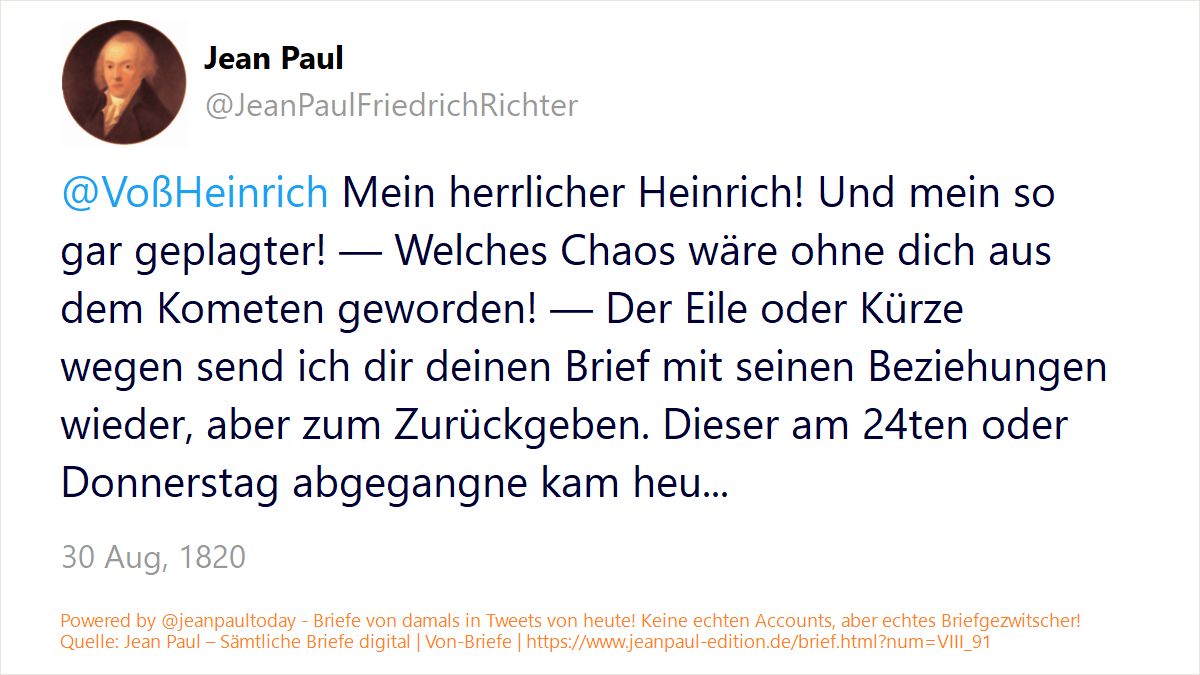 Jean Paul
@JeanPaulFriedrichRichter
@VoßHeinrich Mein herrlicher Heinrich! Und mein so
gar geplagter! — Welches Chaos wäre ohne dich aus
dem Kometen geworden! — Der Eile oder Kürze
wegen send ich dir deinen Brief mit seinen Beziehungen
wieder, aber zum Zurückgeben. Dieser am 24ten oder
Donnerstag abgegangne kam heu...
30 Aug, 1820
Powered by @jeanpaultoday - Briefe von damals in Tweets von heute! Keine echten Accounts, aber echtes Briefgezwitscher!
Quelle: Jean Paul – Sämtliche Briefe digital | Von-Briefe | https://www.jeanpaul-edition.de/brief.html?num=VIII_91